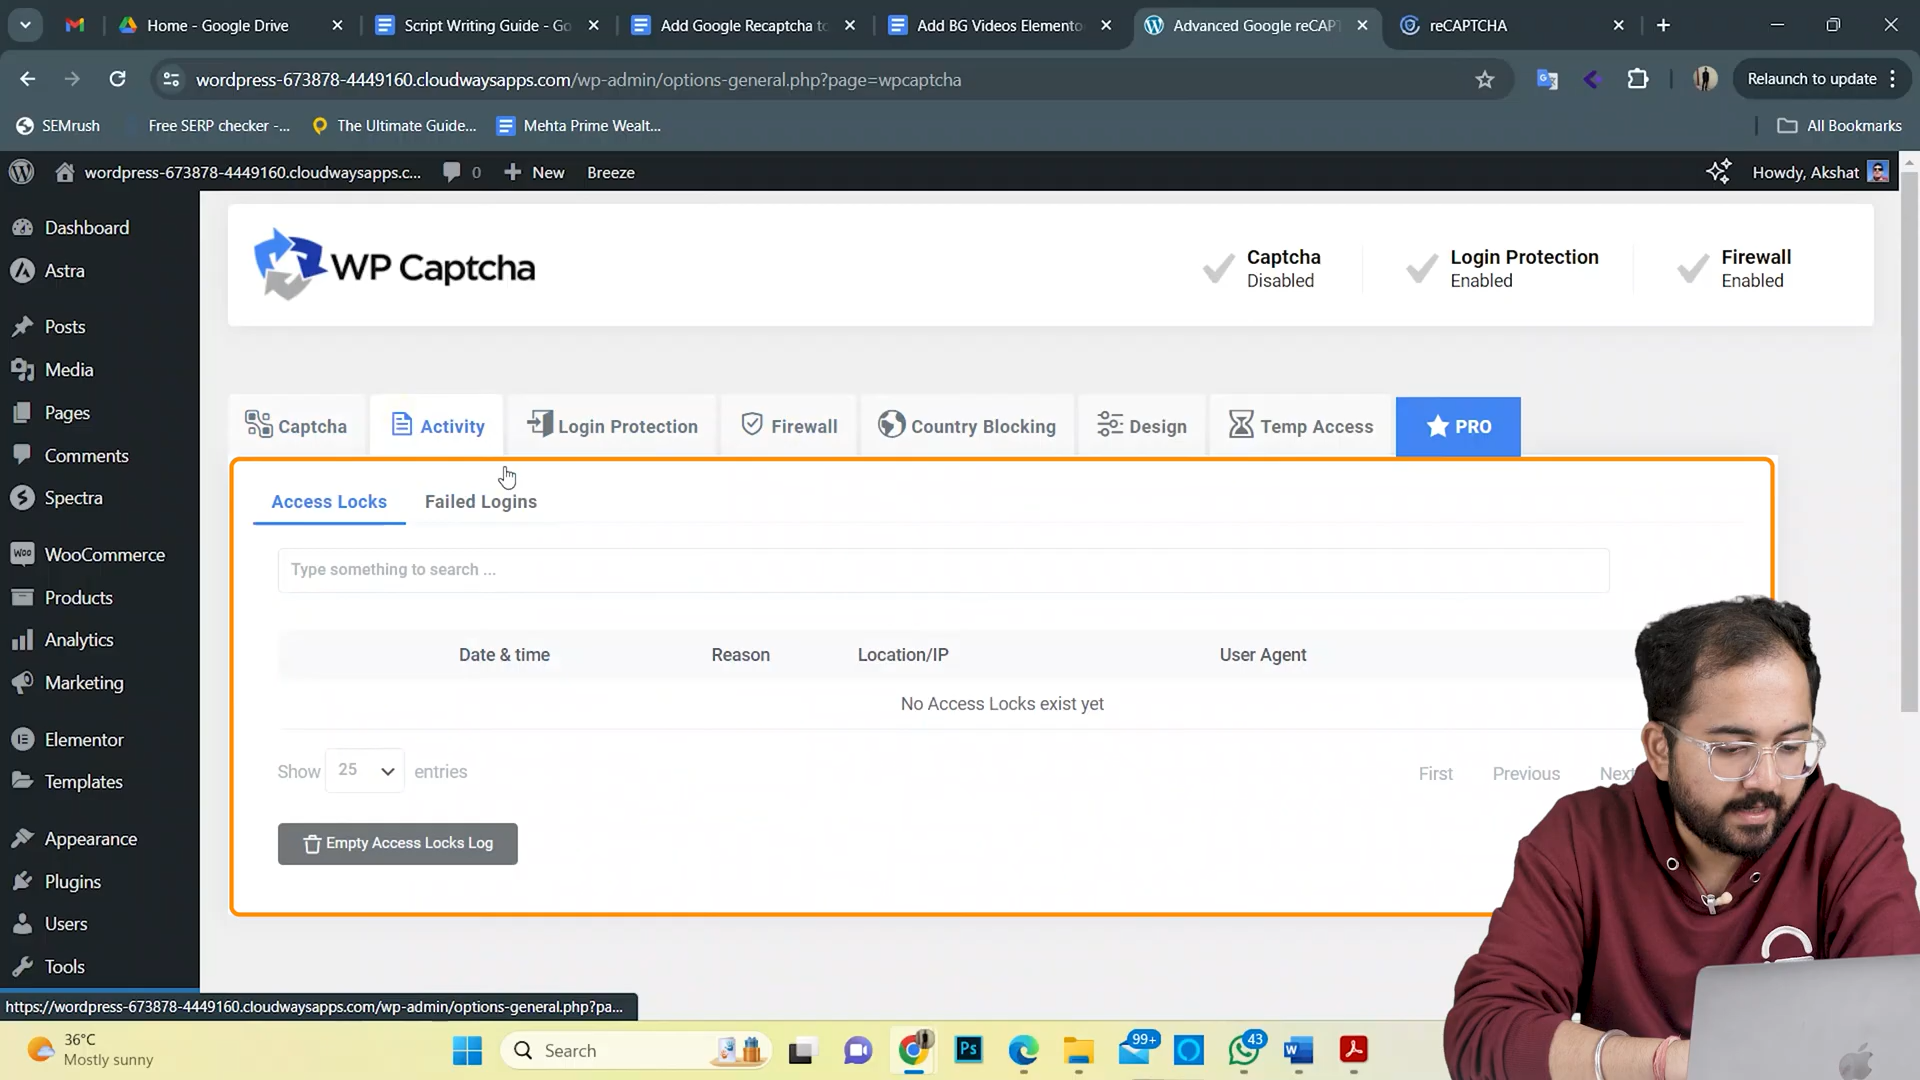 Home - Google Drive
Script Writing Guide - Go
Add Google Recaptcha to
Add BG Videos Elemento
Advanced Google reCAPT
reCAPTCHA
wordpress-673878-4449160.cloudwaysapps.com/wp-admin/options-general.php?page=wpcaptcha
Relaunch to update
SEMrush
Free SERP checker -...
The Ultimate Guide...
Mehta Prime Wealt...
All Bookmarks
wordpress-673878-4449160.cloudwaysapps.c...
0
New
Breeze
Howdy, Akshat
Dashboard
Astra
Posts
Media
Pages
Comments
Spectra
WooCommerce
Products
Analytics
Marketing
Elementor
Templates
Appearance
Plugins
Users
Tools
WP Captcha
Captcha
Disabled
Login Protection
Enabled
Firewall
Enabled
Captcha
Activity
Login Protection
Firewall
Country Blocking
Design
Temp Access
PRO
Access Locks
Failed Logins
Type something to search ...
Date & time
Reason
Location/IP
User Agent
No Access Locks exist yet
Show 25 entries
First
Previous
Next
Empty Access Locks Log
https://wordpress-673878-4449160.cloudwaysapps.com/wp-admin/options-general.php?pa...
36°C
Mostly sunny
Search
Ps
99+
43